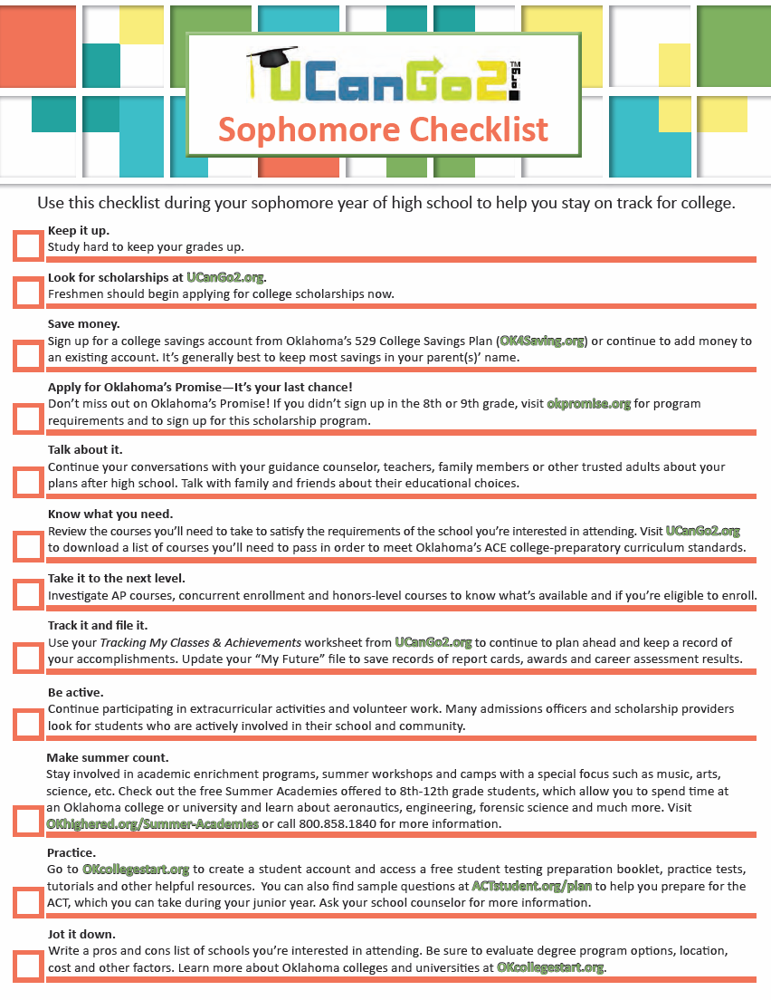 UCanGo2.org™
Sophomore Checklist
Use this checklist during your sophomore year of high school to help you stay on track for college.
Keep it up.
Study hard to keep your grades up.
Look for scholarships at UCanGo2.org.
Freshmen should begin applying for college scholarships now.
Save money.
Sign up for a college savings account from Oklahoma’s 529 College Savings Plan (OK4Saving.org) or continue to add money to
an existing account. It’s generally best to keep most savings in your parent(s)’ name.
Apply for Oklahoma’s Promise—It’s your last chance!
Don’t miss out on Oklahoma’s Promise! If you didn’t sign up in the 8th or 9th grade, visit okpromise.org for program
requirements and to sign up for this scholarship program.
Talk about it.
Continue your conversations with your guidance counselor, teachers, family members or other trusted adults about your
plans after high school. Talk with family and friends about their educational choices.
Know what you need.
Review the courses you’ll need to take to satisfy the requirements of the school you’re interested in attending. Visit UCanGo2.org
to download a list of courses you’ll need to pass in order to meet Oklahoma’s ACE college-preparatory curriculum standards.
Take it to the next level.
Investigate AP courses, concurrent enrollment and honors-level courses to know what’s available and if you’re eligible to enroll.
Track it and file it.
Use your Tracking My Classes & Achievements worksheet from UCanGo2.org to continue to plan ahead and keep a record of
your accomplishments. Update your “My Future” file to save records of report cards, awards and career assessment results.
Be active.
Continue participating in extracurricular activities and volunteer work. Many admissions officers and scholarship providers
look for students who are actively involved in their school and community.
Make summer count.
Stay involved in academic enrichment programs, summer workshops and camps with a special focus such as music, arts,
science, etc. Check out the free Summer Academies offered to 8th-12th grade students, which allow you to spend time at
an Oklahoma college or university and learn about aeronautics, engineering, forensic science and much more. Visit
OKhighered.org/Summer-Academies or call 800.858.1840 for more information.
Practice.
Go to OKcollegestart.org to create a student account and access a free student testing preparation booklet, practice tests,
tutorials and other helpful resources. You can also find sample questions at ACTstudent.org/plan to help you prepare for the
ACT, which you can take during your junior year. Ask your school counselor for more information.
Jot it down.
Write a pros and cons list of schools you’re interested in attending. Be sure to evaluate degree program options, location,
cost and other factors. Learn more about Oklahoma colleges and universities at OKcollegestart.org.